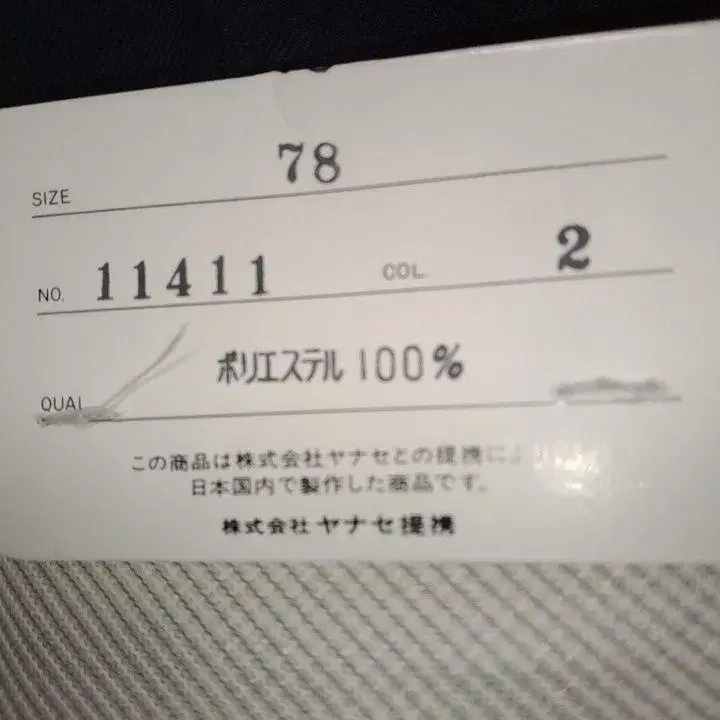 SIZE 78
NO. 11411 COL 2
QUAL ポリエステル 100%
この商品は株式会社ヤナセとの提携により
日本国内で製作した商品です。
株式会社ヤナセ提携